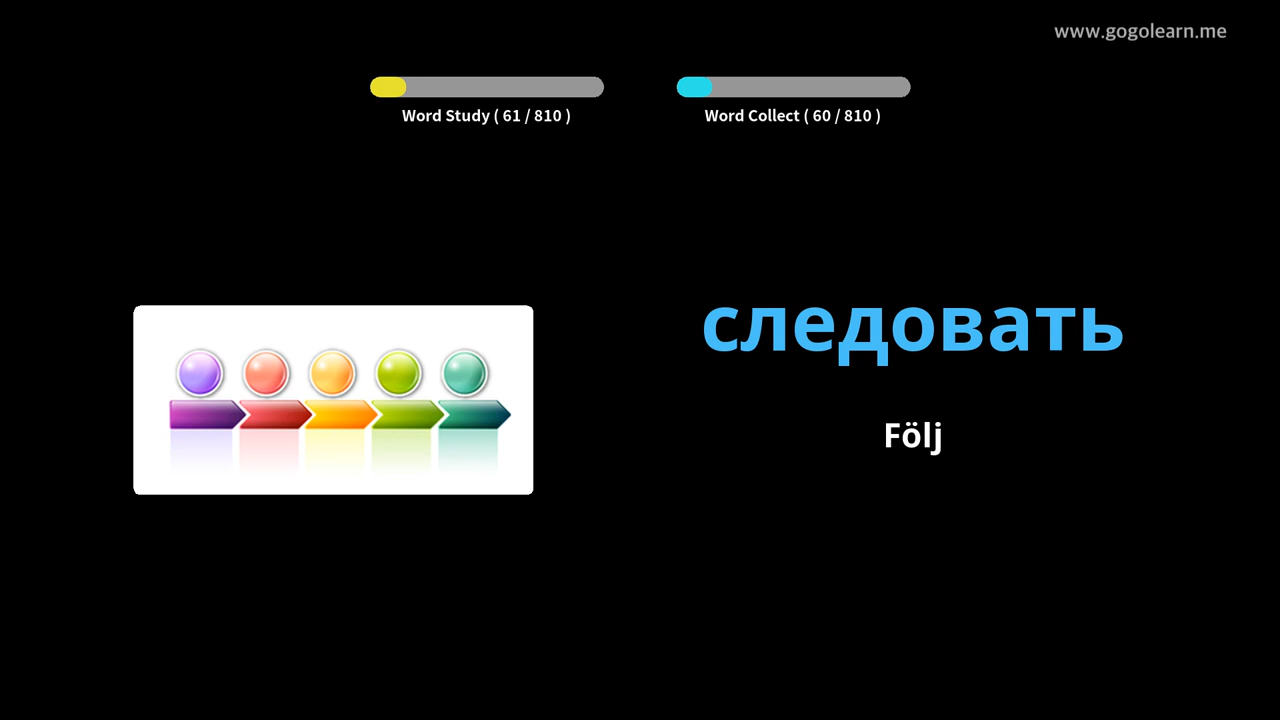 www.gogolearn.me
Word Study ( 61 / 810 )
Word Collect ( 60 / 810 )
следовать
Följ